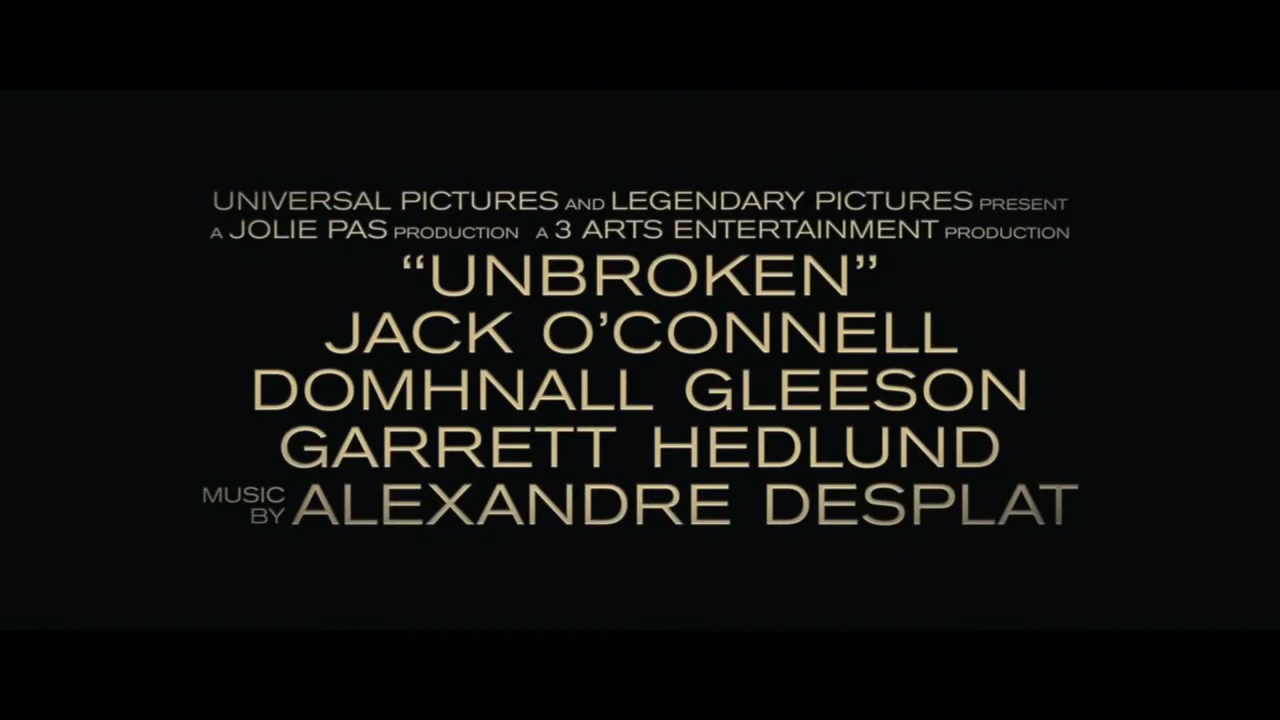 UNIVERSAL PICTURES AND LEGENDARY PICTURES PRESENT
A JOLIE PAS PRODUCTION A 3 ARTS ENTERTAINMENT PRODUCTION
“UNBROKEN”
JACK O’CONNELL
DOMHNALL GLEESON
GARRETT HEDLUND
MUSIC BY ALEXANDRE DESPLAT